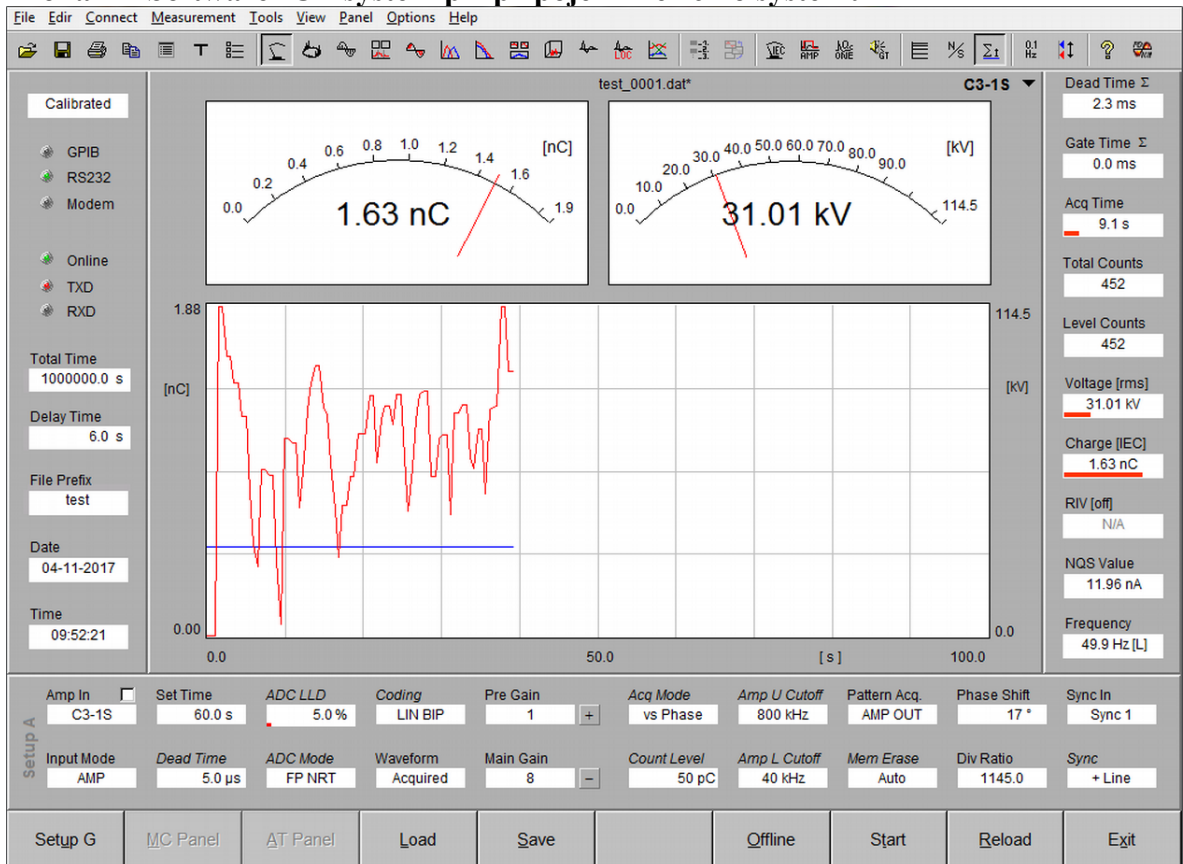 File Edir Connect Measurement Tools View Panel Options Help
T IEC AMP JO& ONE GT N/S Σ1 0.1 Hz ?
LOC
test_0001.dat*
C3-1S
Calibrated
GPIB
RS232
Modem
Online
TXD
RXD
Total Time
1000000.0 s
Delay Time
6.0 s
File Prefix
test
Date
04-11-2017
Time
09:52:21
0.0 0.2 0.4 0.6 0.8 1.0 1.2 1.4 1.6 1.9
[nC]
1.63 nC
0.0 10.0 20.0 30.0 40.0 50.0 60.0 70.0 80.0 90.0 114.5
[kV]
31.01 kV
1.88
[nC]
0.00
114.5
[kV]
0.0
0.0 50.0 [ s ] 100.0
Dead Time Σ
2.3 ms
Gate Time Σ
0.0 ms
Acq Time
9.1 s
Total Counts
452
Level Counts
452
Voltage [rms]
31.01 kV
Charge [IEC]
1.63 nC
RIV [off]
N/A
NQS Value
11.96 nA
Frequency
49.9 Hz [L]
Setup A
Amp In Set Time ADC LLD Coding Pre Gain Acq Mode Amp U Cutoff Pattern Acq. Phase Shift Sync In
C3-1S 60.0 s 5.0 % LIN BIP 1 + vs Phase 800 kHz AMP OUT 17 ° Sync 1
Input Mode Dead Time ADC Mode Waveform Main Gain Count Level Amp L Cutoff Mem Erase Div Ratio Sync
AMP 5.0 µs FP NRT Acquired 8 − 50 pC 40 kHz Auto 1145.0 + Line
Setup G MC Panel AT Panel Load Save Offline Start Reload Exit